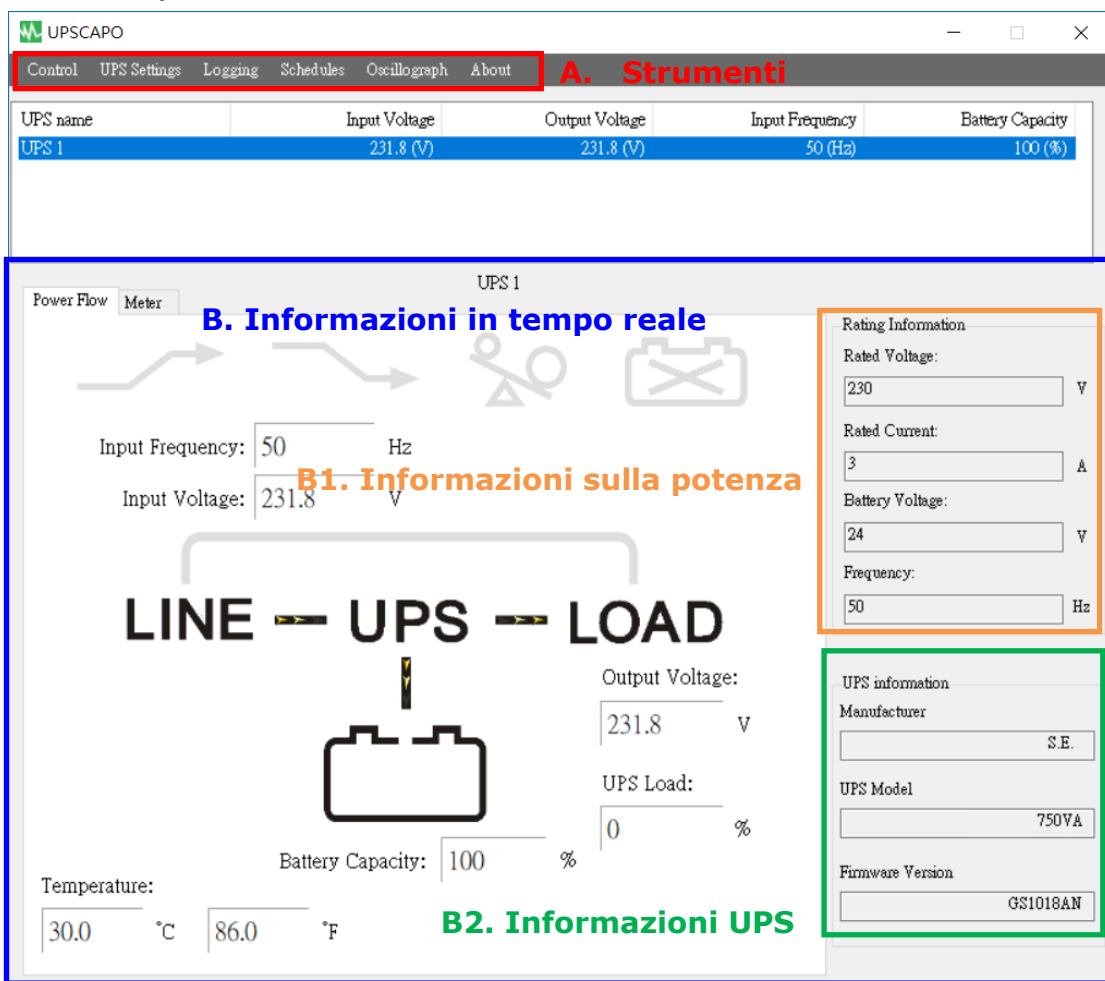 UPSCAPO
Control UPS Settings Logging Schedules Oscillograph About A. Strumenti
UPS name Input Voltage Output Voltage Input Frequency Battery Capacity
UPS 1 231.8 (V) 231.8 (V) 50 (Hz) 100 (%)
UPS 1
Power Flow Meter
B. Informazioni in tempo reale
Input Frequency: 50 Hz
B1. Informazioni sulla potenza
Input Voltage: 231.8 V
LINE UPS LOAD
Output Voltage:
231.8 V
UPS Load:
0 %
Battery Capacity: 100 %
Temperature:
30.0 °C 86.0 °F
B2. Informazioni UPS
Rating Information
Rated Voltage:
230 V
Rated Current:
3 A
Battery Voltage:
24 V
Frequency:
50 Hz
UPS information
Manufacturer
S.E.
UPS Model
750VA
Firmware Version
GS1018AN